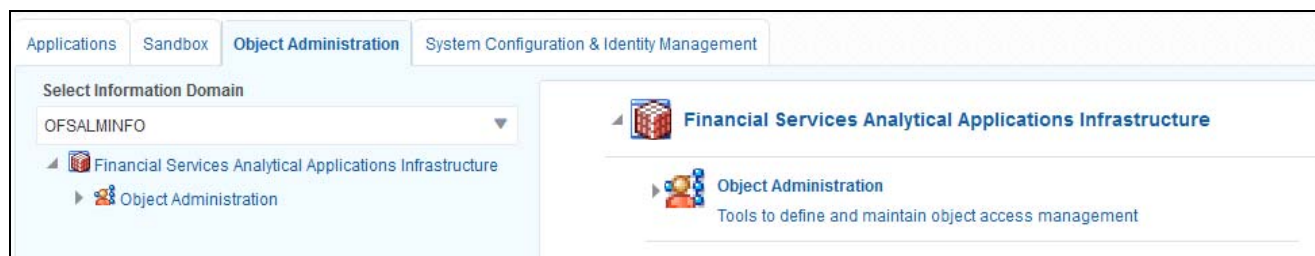 Applications
Sandbox
Object Administration
System Configuration & Identity Management
Select Information Domain
OFSALMINFO
Financial Services Analytical Applications Infrastructure
Object Administration
Financial Services Analytical Applications Infrastructure
Object Administration
Tools to define and maintain object access management